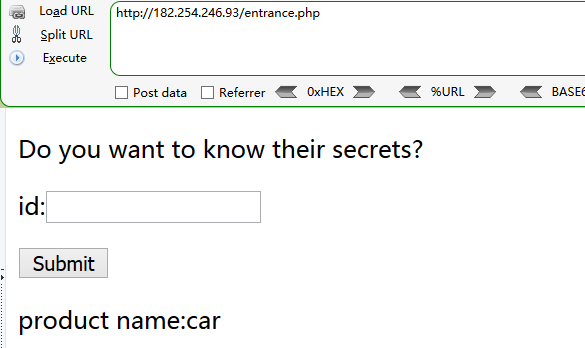 Load URL
http://182.254.246.93/entrance.php
Split URL
Execute
Post data Referrer 0xHEX %URL BASE6
Do you want to know their secrets?
id:
Submit
product name:car